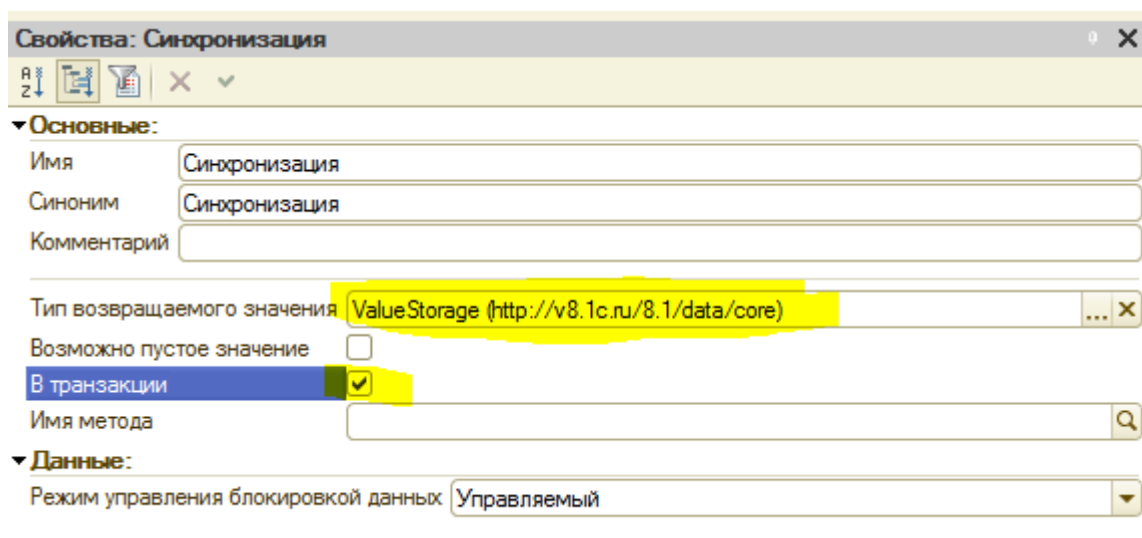 Свойства: Синхронизация
Основные:
Имя Синхронизация
Синоним Синхронизация
Комментарий
Тип возвращаемого значения ValueStorage (http://v8.1c.ru/8.1/data/core) ...
Возможно пустое значение
В транзакции
Имя метода
Данные:
Режим управления блокировкой данных Управляемый